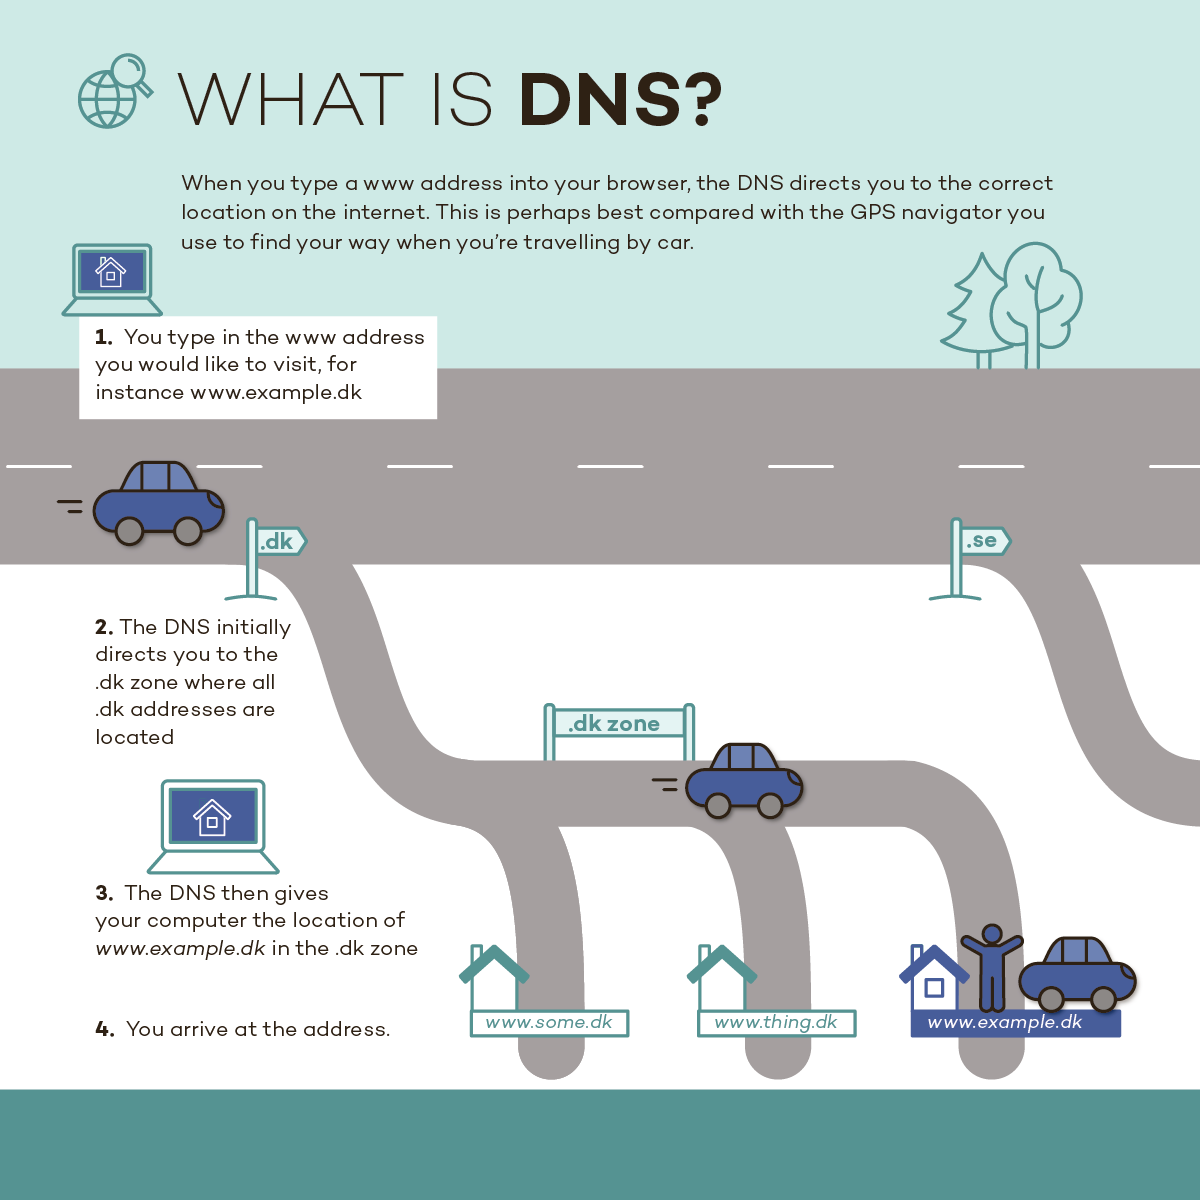 WHAT IS DNS?
When you type a www address into your browser, the DNS directs you to the correct
location on the internet. This is perhaps best compared with the GPS navigator you
use to find your way when you’re travelling by car.
1. You type in the www address
you would like to visit, for
instance www.example.dk
.dk
.se
2. The DNS initially
directs you to the
.dk zone where all
.dk addresses are
located
.dk zone
3. The DNS then gives
your computer the location of
www.example.dk in the .dk zone
4. You arrive at the address.
www.some.dk
www.thing.dk
www.example.dk